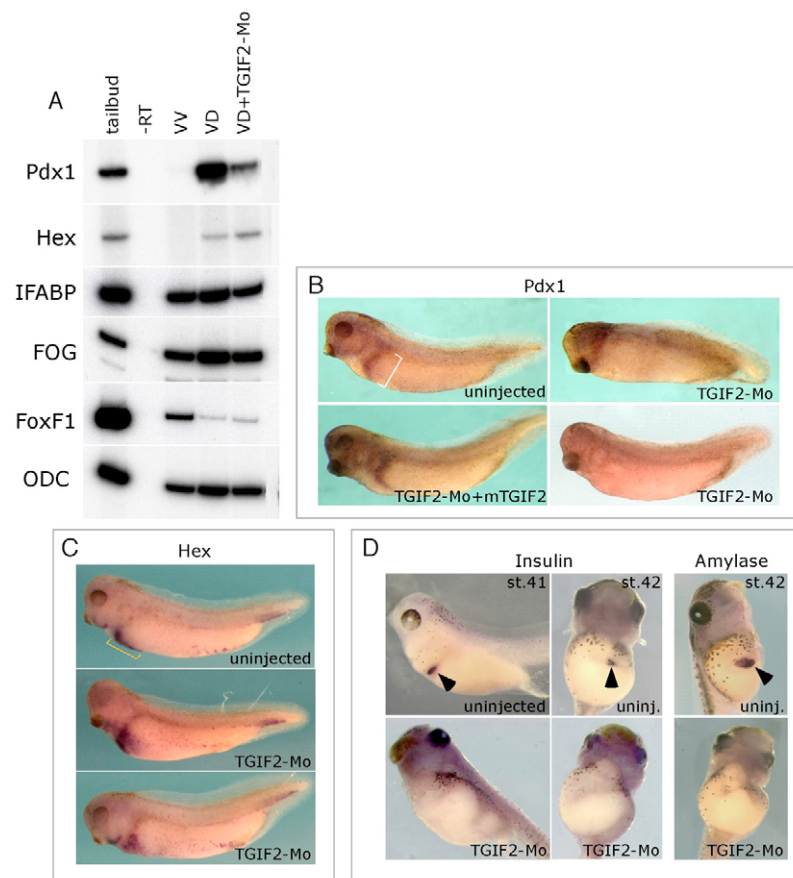 A
tailbud
-RT
VV
VD
VD+TGIF2-Mo
Pdx1
Hex
IFABP
FOG
FoxF1
ODC
B
Pdx1
uninjected
TGIF2-Mo
TGIF2-Mo+mTGIF2
TGIF2-Mo
C
Hex
uninjected
TGIF2-Mo
TGIF2-Mo
D
Insulin
Amylase
st.41
st.42
st.42
uninjected
uninj.
uninj.
TGIF2-Mo
TGIF2-Mo
TGIF2-Mo